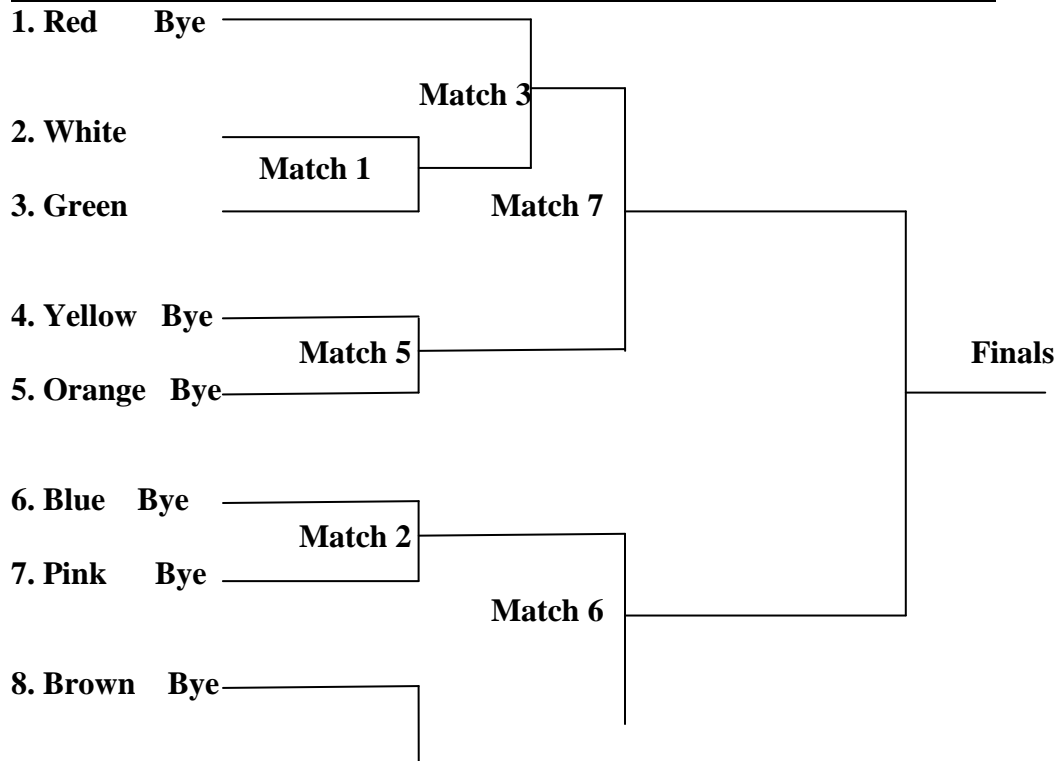 1. Red Bye
Match 3
2. White
Match 1
3. Green
Match 7
4. Yellow Bye
Match 5
Finals
5. Orange Bye
6. Blue Bye
Match 2
7. Pink Bye
Match 6
8. Brown Bye